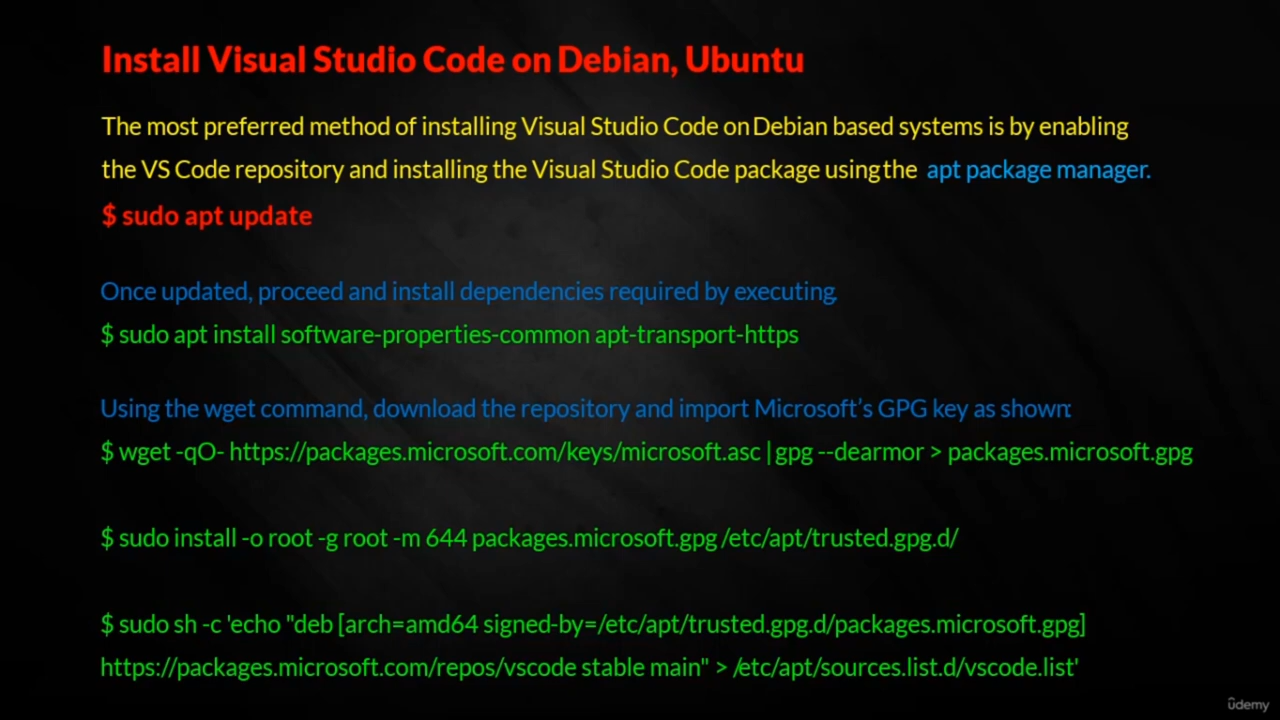 Install Visual Studio Code on Debian, Ubuntu
The most preferred method of installing Visual Studio Code on Debian based systems is by enabling
the VS Code repository and installing the Visual Studio Code package using the apt package manager.
$ sudo apt update
Once updated, proceed and install dependencies required by executing.
$ sudo apt install software-properties-common apt-transport-https
Using the wget command, download the repository and import Microsoft's GPG key as shown:
$ wget -qO- https://packages.microsoft.com/keys/microsoft.asc | gpg --dearmor > packages.microsoft.gpg
$ sudo install -o root -g root -m 644 packages.microsoft.gpg /etc/apt/trusted.gpg.d/
$ sudo sh -c 'echo "deb [arch=amd64 signed-by=/etc/apt/trusted.gpg.d/packages.microsoft.gpg]
https://packages.microsoft.com/repos/vscode stable main" > /etc/apt/sources.list.d/vscode.list'
ûdemy